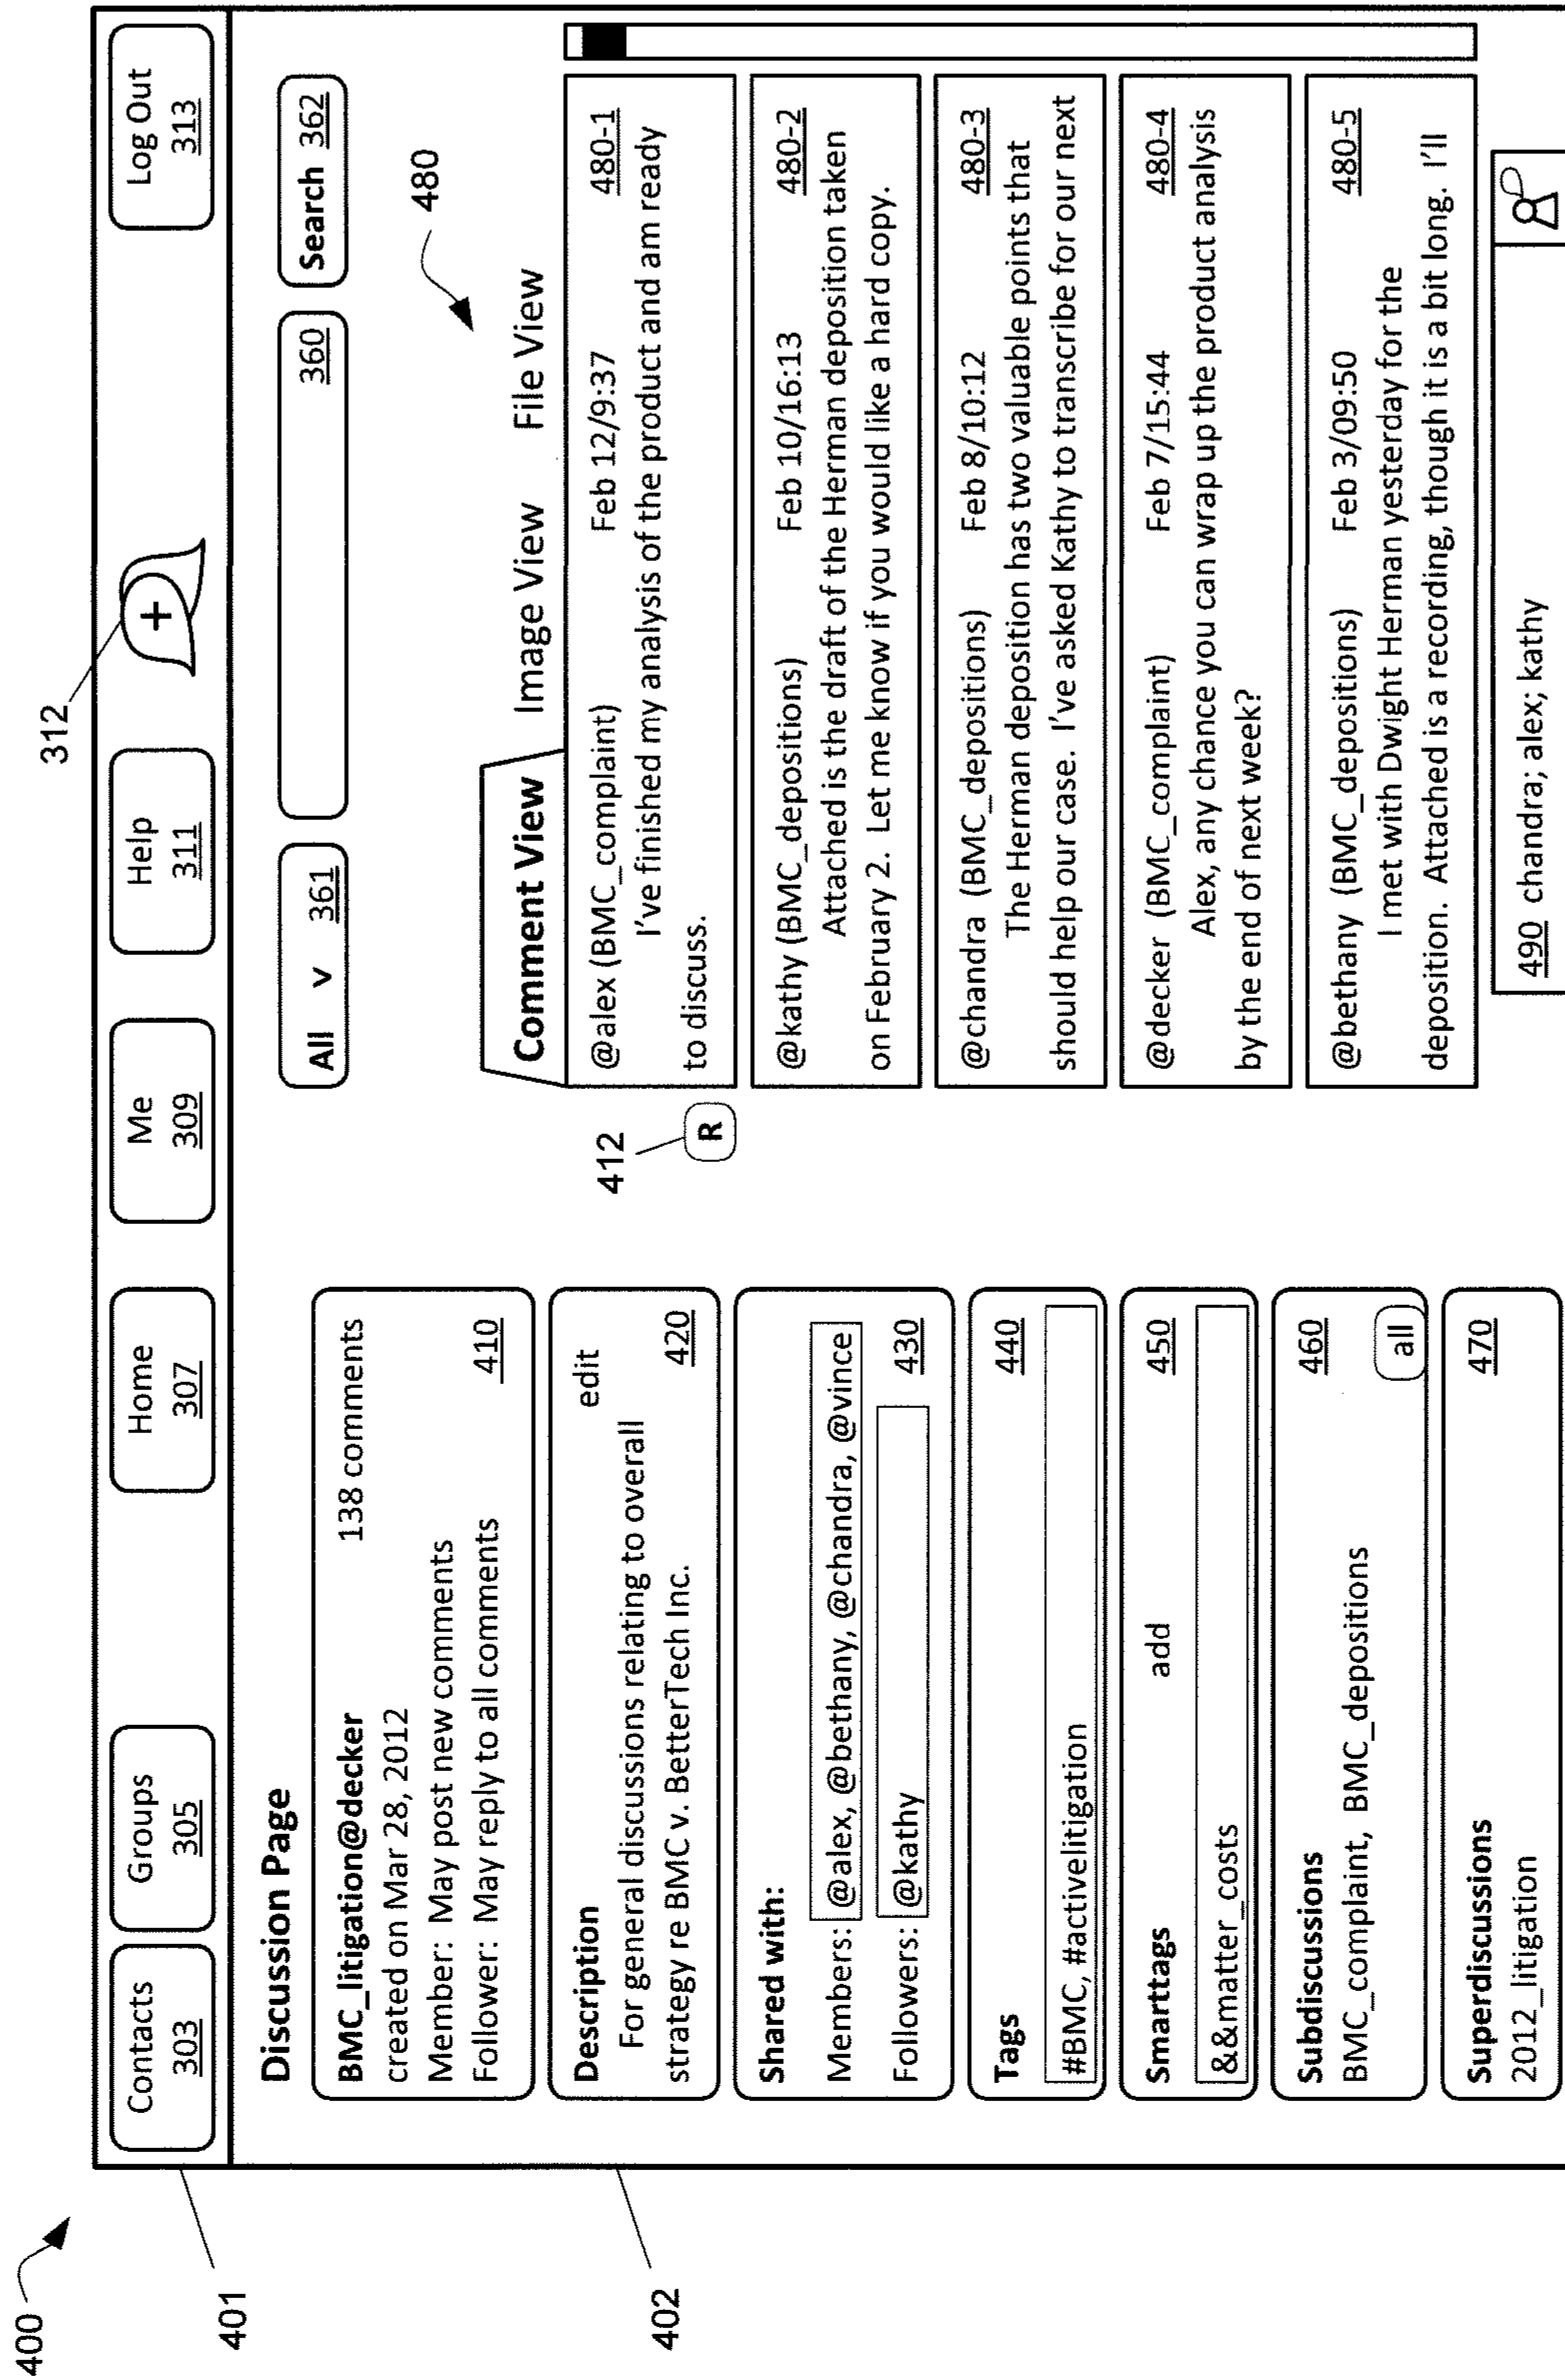 400
401
402
312
Contacts
303
Groups
305
Home
307
Me
309
Help
311
+
Log Out
313
Discussion Page
BMC_litigation@decker 138 comments
created on Mar 28, 2012
Member: May post new comments
Follower: May reply to all comments 410
Description edit
For general discussions relating to overall
strategy re BMC v. BetterTech Inc. 420
Shared with:
Members: @alex, @bethany, @chandra, @vince
Followers: @kathy 430
Tags 440
#BMC, #activelitigation
Smarttags add 450
&&matter_costs
Subdiscussions 460
BMC_complaint, BMC_depositions
all
Superdiscussions 470
2012_litigation
All v 361
360
Search 362
480
Comment View Image View File View
412
R
@alex (BMC_complaint) Feb 12/9:37 480-1
I've finished my analysis of the product and am ready
to discuss.
@kathy (BMC_depositions) Feb 10/16:13 480-2
Attached is the draft of the Herman deposition taken
on February 2. Let me know if you would like a hard copy.
@chandra (BMC_depositions) Feb 8/10:12 480-3
The Herman deposition has two valuable points that
should help our case. I've asked Kathy to transcribe for our next
@decker (BMC_complaint) Feb 7/15:44 480-4
Alex, any chance you can wrap up the product analysis
by the end of next week?
@bethany (BMC_depositions) Feb 3/09:50 480-5
I met with Dwight Herman yesterday for the
deposition. Attached is a recording, though it is a bit long. I'll
490 chandra; alex; kathy